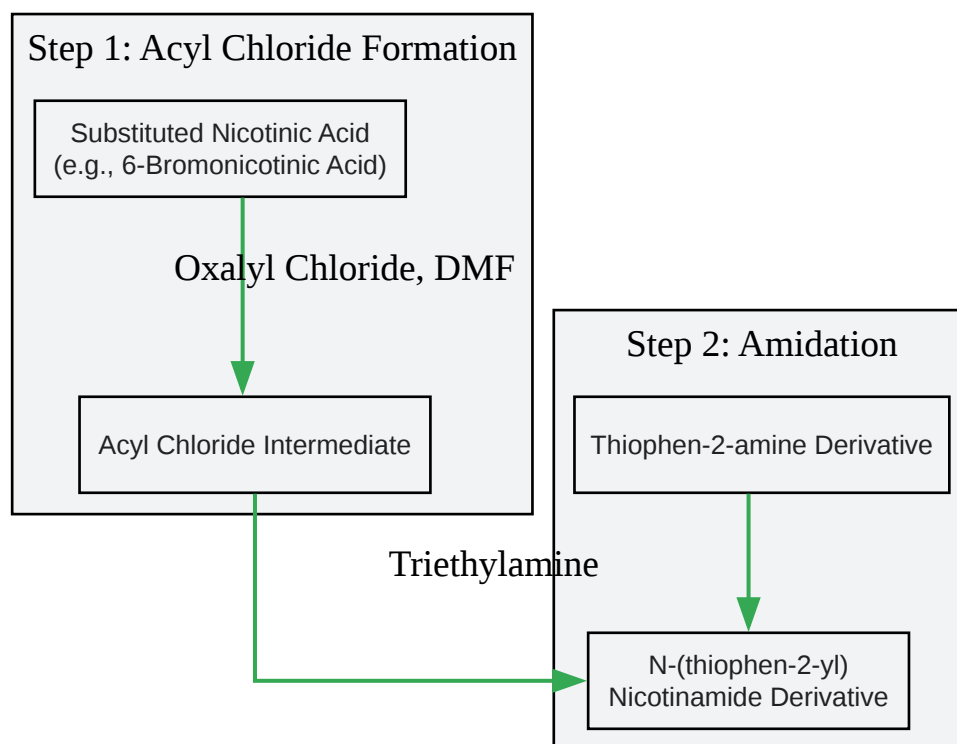 Step 1: Acyl Chloride Formation
Substituted Nicotinic Acid
(e.g., 6-Bromonicotinic Acid)
Oxalyl Chloride, DMF
Acyl Chloride Intermediate
Step 2: Amidation
Thiophen-2-amine Derivative
Triethylamine
N-(thiophen-2-yl)
Nicotinamide Derivative